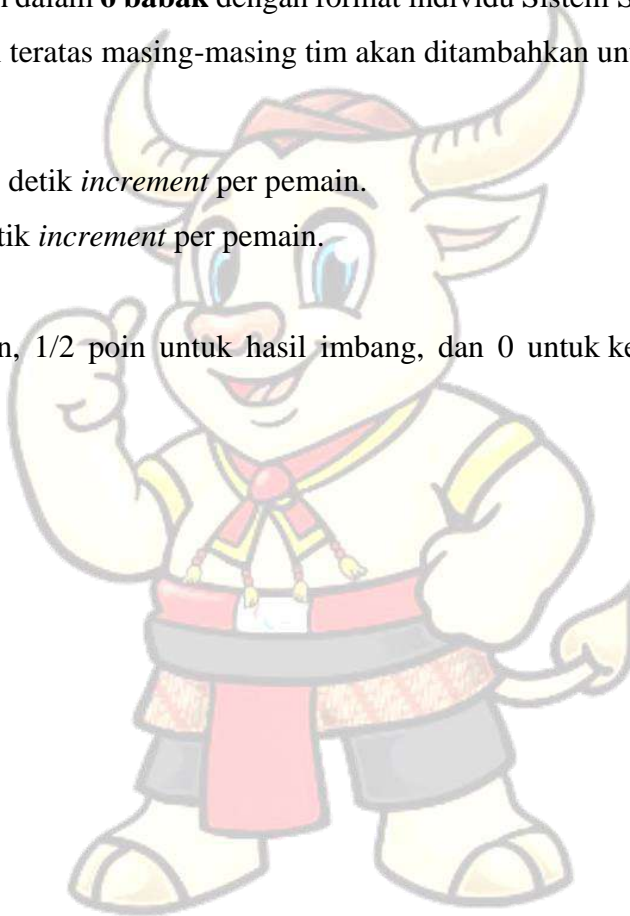 dalam 6 babak dengan format Individu Sistem S
teratas masing-masing tim akan ditambahkan
detik increment per pemain.
tik increment per pemain.
n, 1/2 poin untuk hasil imbang, dan 0 untuk ke